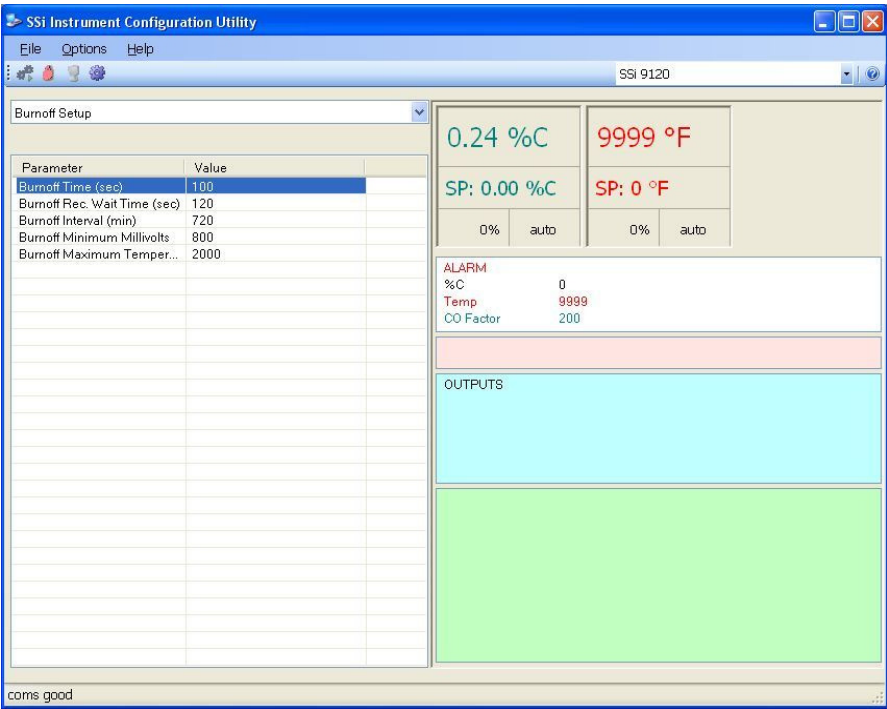 SSi Instrument Configuration Utility
File Options Help
SSi 9120
Burnoff Setup
Parameter Value
Burnoff Time (sec) 100
Burnoff Rec. Wait Time (sec) 120
Burnoff Interval (min) 720
Burnoff Minimum Millivolts 800
Burnoff Maximum Temper... 2000
0.24 %C
SP: 0.00 %C
0% auto
9999 °F
SP: 0 °F
0% auto
ALARM
%C 0
Temp 9999
CO Factor 200
OUTPUTS
coms good